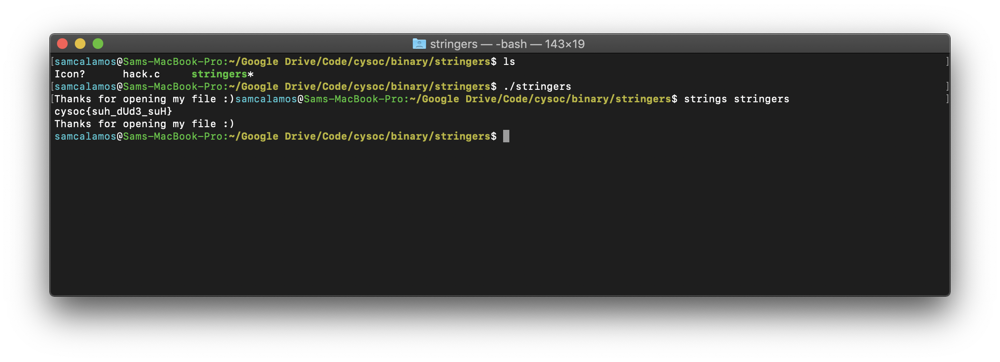 stringers — -bash — 143×19
[samcalamos@Sams-MacBook-Pro:~/Google Drive/Code/cysoc/binary/stringers$ ls ]
Icon? hack.c stringers*
[samcalamos@Sams-MacBook-Pro:~/Google Drive/Code/cysoc/binary/stringers$ ./stringers ]
[Thanks for opening my file :)samcalamos@Sams-MacBook-Pro:~/Google Drive/Code/cysoc/binary/stringers$ strings stringers ]
cysoc{suh_dUd3_suH}
Thanks for opening my file :)
samcalamos@Sams-MacBook-Pro:~/Google Drive/Code/cysoc/binary/stringers$